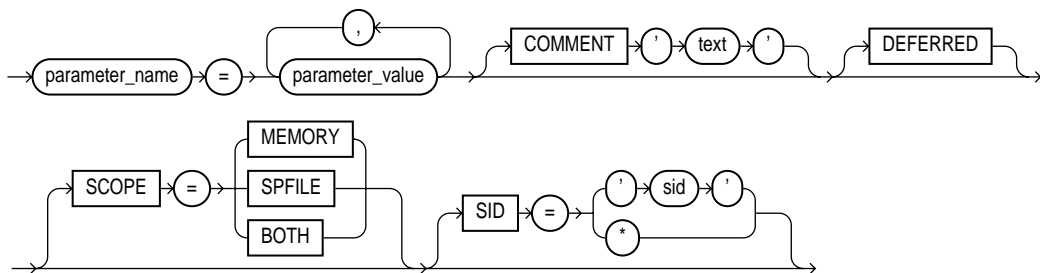 , COMMENT ' text ' DEFERRED
parameter_name = parameter_value
MEMORY
SCOPE = SPFILE SID = ' sid '
BOTH *